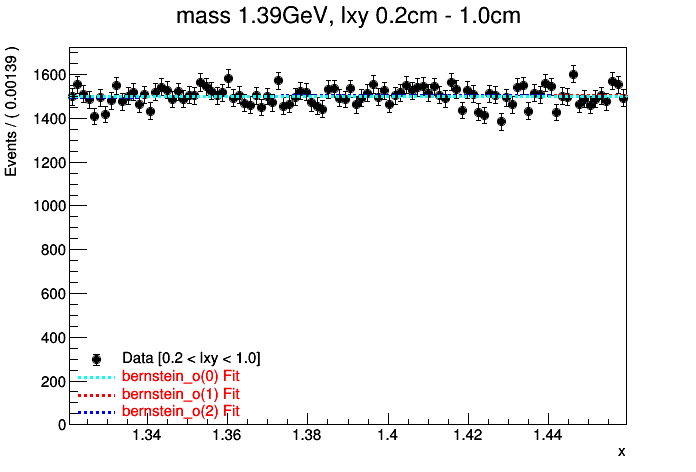 mass 1.39GeV, lxy 0.2cm - 1.0cm
Events / ( 0.00139 )
1600
1400
1200
1000
800
600
400
200
0
Data [0.2 < lxy < 1.0]
bernstein_o(0) Fit
bernstein_o(1) Fit
bernstein_o(2) Fit
1.34 1.36 1.38 1.4 1.42 1.44
x